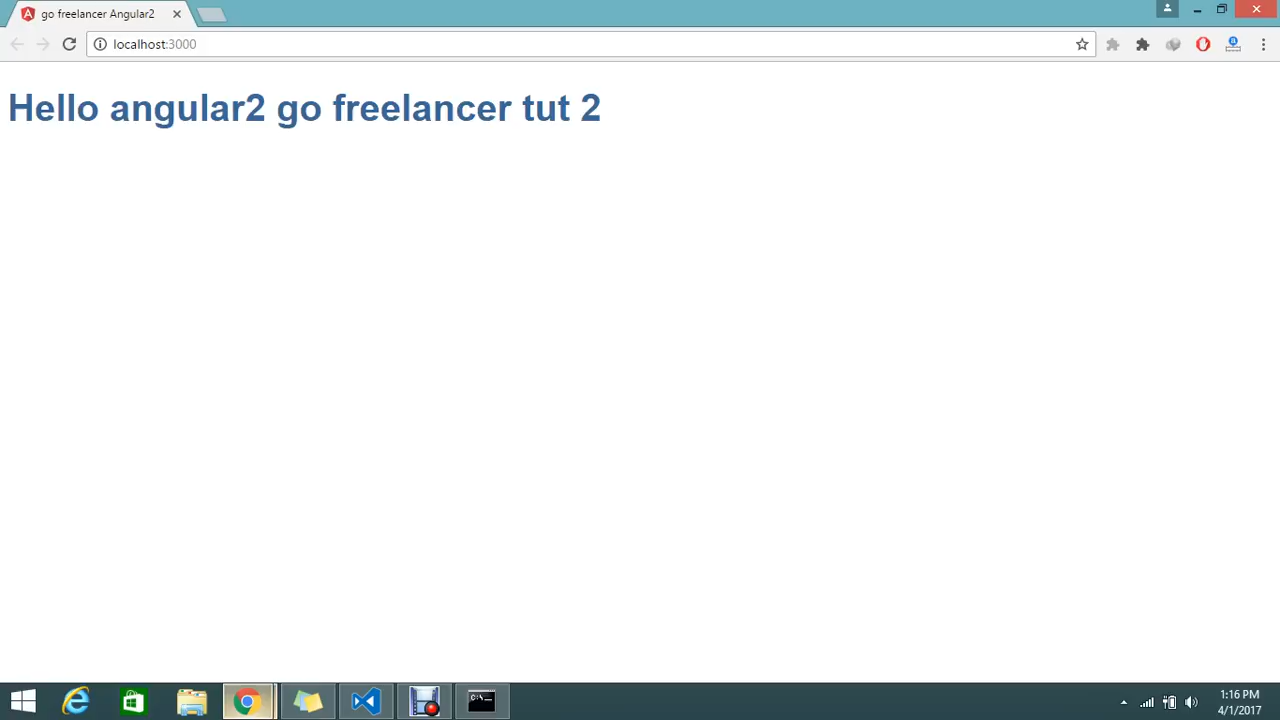 go freelancer Angular2
localhost:3000
Hello angular2 go freelancer tut 2
1:16 PM
4/1/2017